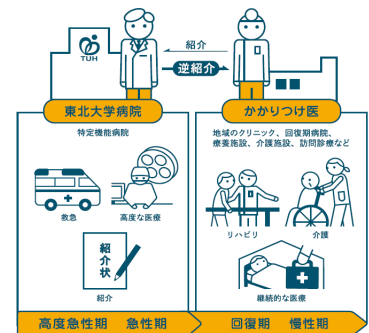 紹介
逆紹介
TUH
東北大学病院
かかりつけ医
特定機能病院
地域のクリニック、回復期病院、
療養施設、介護施設、訪問診療など
救急
高度な医療
リハビリ
介護
紹介状
紹介
継続的な医療
高度急性期 急性期
回復期 慢性期